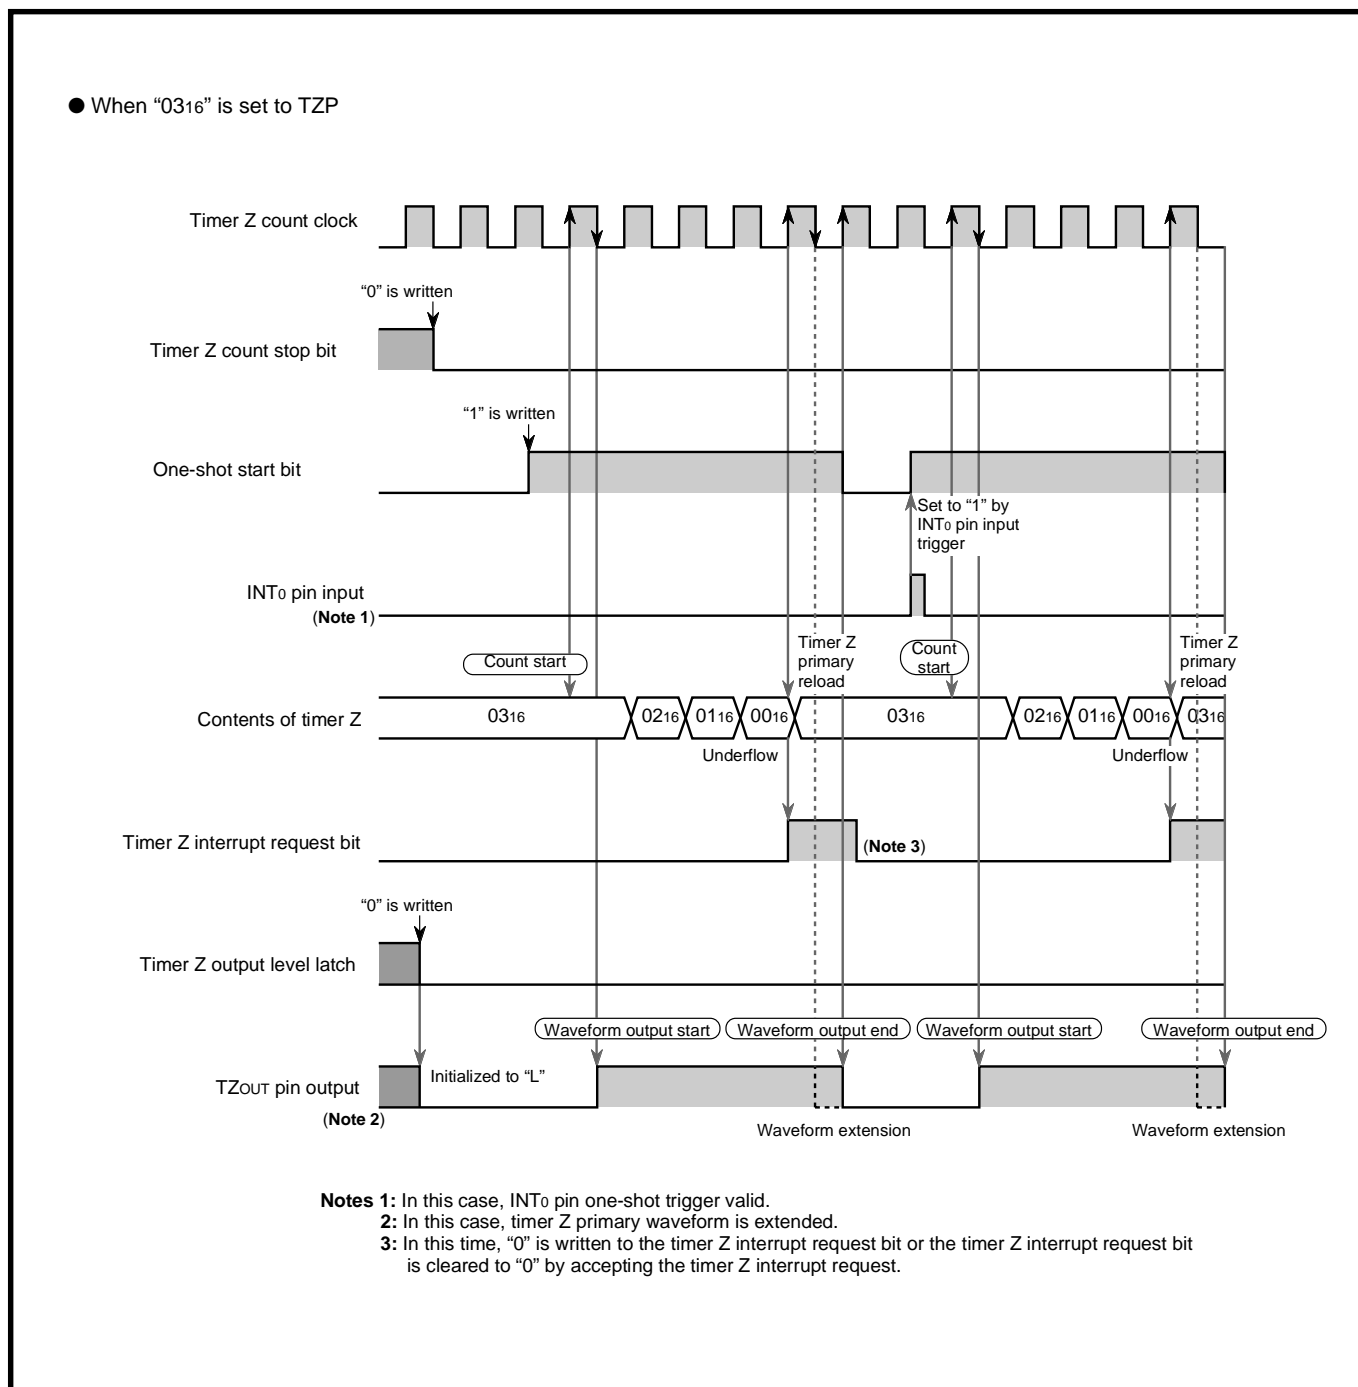 ● When “0316” is set to TZP
Timer Z count clock
“0” is written
Timer Z count stop bit
“1” is written
One-shot start bit
Set to “1” by
INT0 pin input
trigger
INT0 pin input
(Note 1)
Count start
Timer Z
primary
reload
Count
start
Timer Z
primary
reload
Contents of timer Z
0316
0216
0116
0016
0316
0216
0116
0016
0316
Underflow
Underflow
Timer Z interrupt request bit
(Note 3)
“0” is written
Timer Z output level latch
Waveform output start
Waveform output end
Waveform output start
Waveform output end
TZOUT pin output
Initialized to “L”
(Note 2)
Waveform extension
Waveform extension
Notes 1: In this case, INT0 pin one-shot trigger valid.
2: In this case, timer Z primary waveform is extended.
3: In this time, “0” is written to the timer Z interrupt request bit or the timer Z interrupt request bit
is cleared to “0” by accepting the timer Z interrupt request.